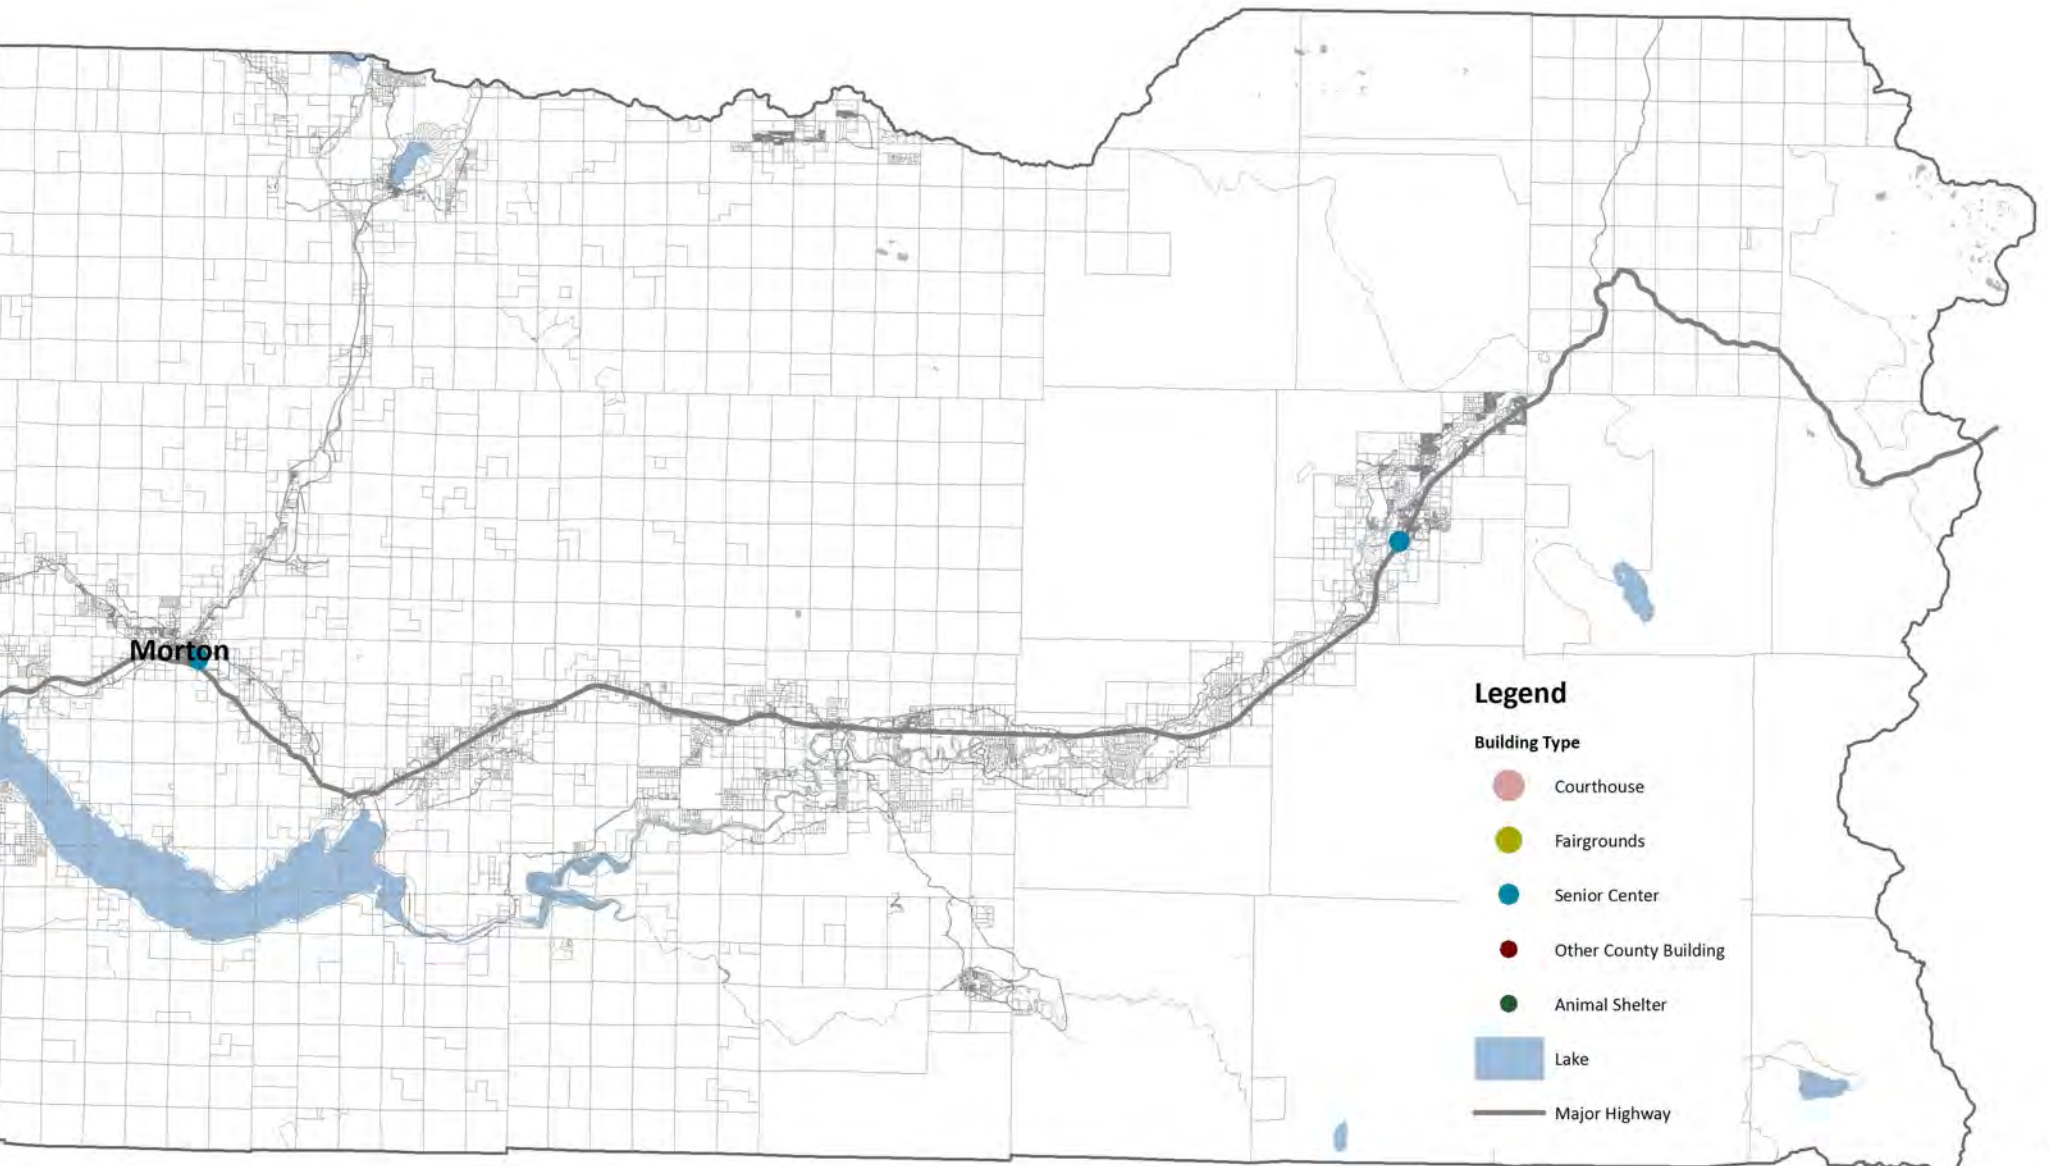 Morton
Legend
Building Type
Courthouse
Fairgrounds
Senior Center
Other County Building
Animal Shelter
Lake
Major Highway